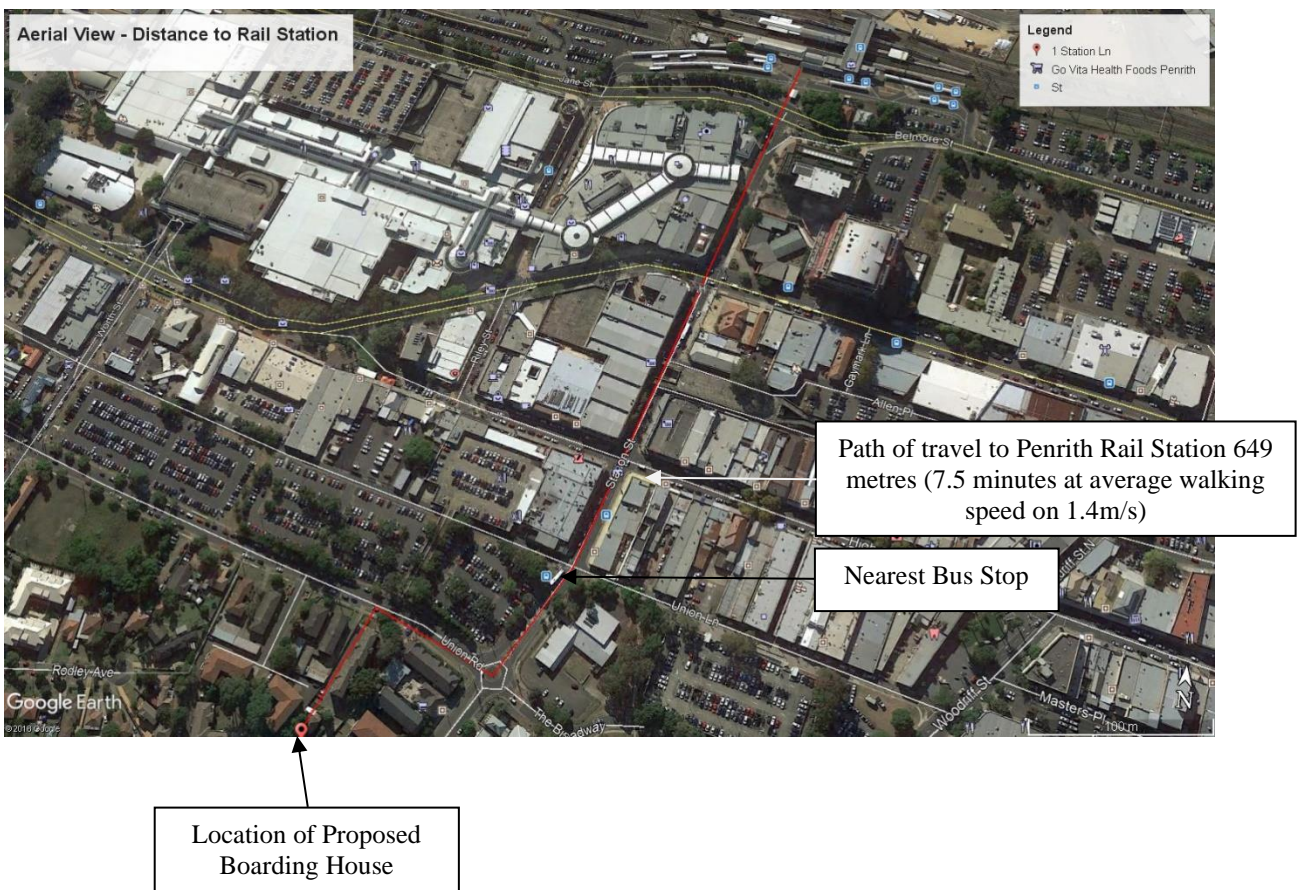 Aerial View - Distance to Rail Station
Legend
1 Station Ln
Go Vita Health Foods Penrith
St
Jane St
Belmore St
Riley St
Gaymark Ln
Allen Pl
Station St
Path of travel to Penrith Rail Station 649
metres (7.5 minutes at average walking
speed on 1.4m/s)
Nearest Bus Stop
Union Ln
Union Rd
Rodley Ave
The Broadway
Woodriff St
Masters Pl
N
Google Earth
100 m
Location of Proposed
Boarding House